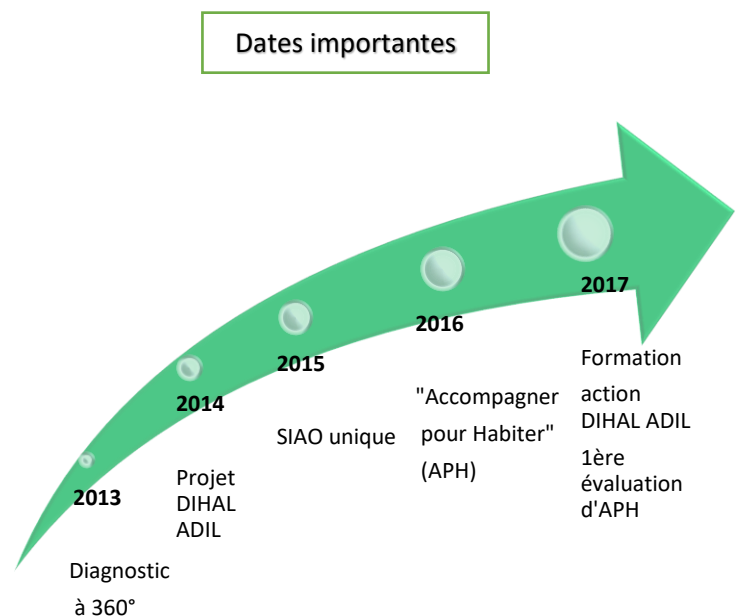 Dates importantes
2013
Diagnostic
à 360°
2014
Projet
DIHAL
ADIL
2015
SIAO unique
2016
"Accompagner
pour Habiter"
(APH)
2017
Formation
action
DIHAL ADIL
1ère
évaluation
d'APH